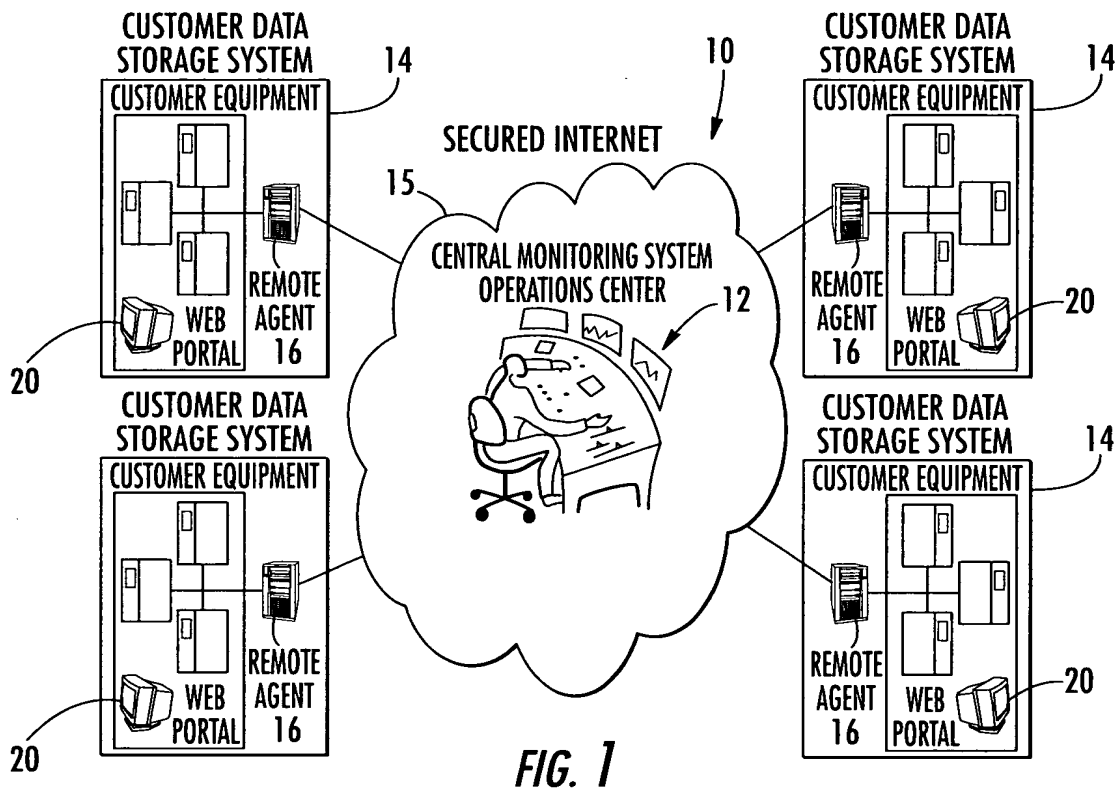 CUSTOMER DATA
STORAGE SYSTEM
14
CUSTOMER EQUIPMENT
REMOTE
AGENT
16
WEB
PORTAL
20
CUSTOMER DATA
STORAGE SYSTEM
CUSTOMER EQUIPMENT
REMOTE
AGENT
16
WEB
PORTAL
20
10
SECURED INTERNET
15
CENTRAL MONITORING SYSTEM
OPERATIONS CENTER
12
CUSTOMER DATA
STORAGE SYSTEM
14
CUSTOMER EQUIPMENT
REMOTE
AGENT
16
WEB
PORTAL
20
CUSTOMER DATA
STORAGE SYSTEM
14
CUSTOMER EQUIPMENT
REMOTE
AGENT
16
WEB
PORTAL
20
FIG. 1